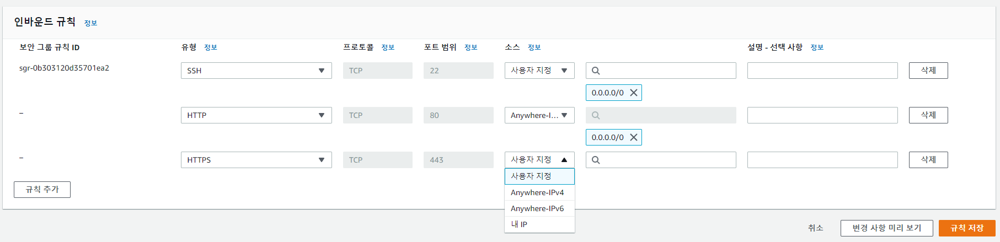 인바운드 규칙 정보
보안 그룹 규칙 ID 유형 정보 프로토콜 정보 포트 범위 정보 소스 정보 설명 - 선택 사항 정보
sgr-0b303120d35701ea2 SSH TCP 22 사용자 지정 삭제
0.0.0.0/0
– HTTP TCP 80 Anywhere-I... 삭제
0.0.0.0/0
– HTTPS TCP 443 사용자 지정 삭제
사용자 지정
Anywhere-IPv4
Anywhere-IPv6
내 IP
규칙 추가
취소 변경 사항 미리 보기 규칙 저장